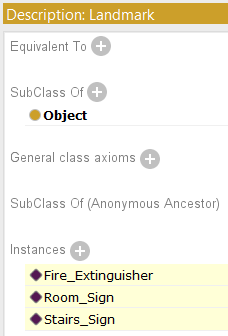 Description: Landmark
Equivalent To
SubClass Of
Object
General class axioms
SubClass Of (Anonymous Ancestor)
Instances
Fire_Extinguisher
Room_Sign
Stairs_Sign